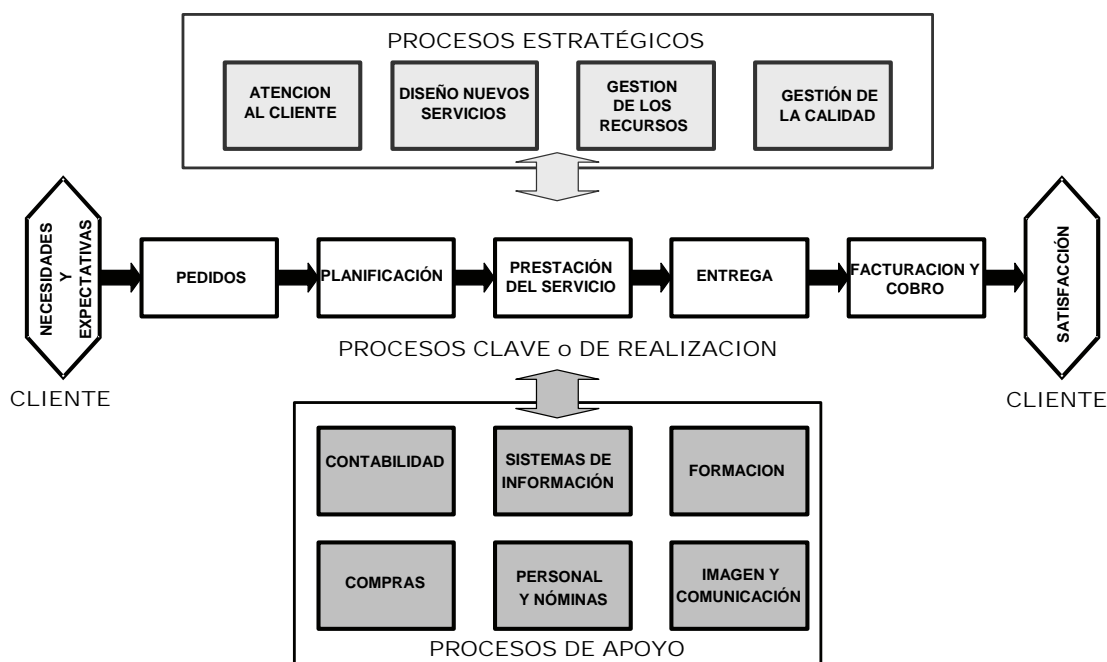 PROCESOS ESTRATÉGICOS
ATENCION
AL CLIENTE
DISEÑO NUEVOS
SERVICIOS
GESTION
DE LOS
RECURSOS
GESTIÓN DE
LA CALIDAD
NECESIDADES
Y
EXPECTATIVAS
CLIENTE
PEDIDOS
PLANIFICACIÓN
PRESTACIÓN
DEL SERVICIO
ENTREGA
FACTURACION Y
COBRO
SATISFACCIÓN
CLIENTE
PROCESOS CLAVE o DE REALIZACION
CONTABILIDAD
SISTEMAS DE
INFORMACIÓN
FORMACION
COMPRAS
PERSONAL
Y NÓMINAS
IMAGEN Y
COMUNICACIÓN
PROCESOS DE APOYO